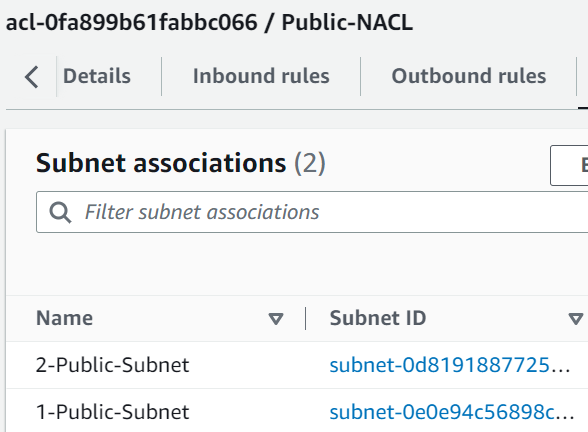 acl-0fa899b61fabbc066 / Public-NACL
Details Inbound rules Outbound rules
Subnet associations (2)
Filter subnet associations
Name Subnet ID
2-Public-Subnet subnet-0d8191887725...
1-Public-Subnet subnet-0e0e94c56898c...